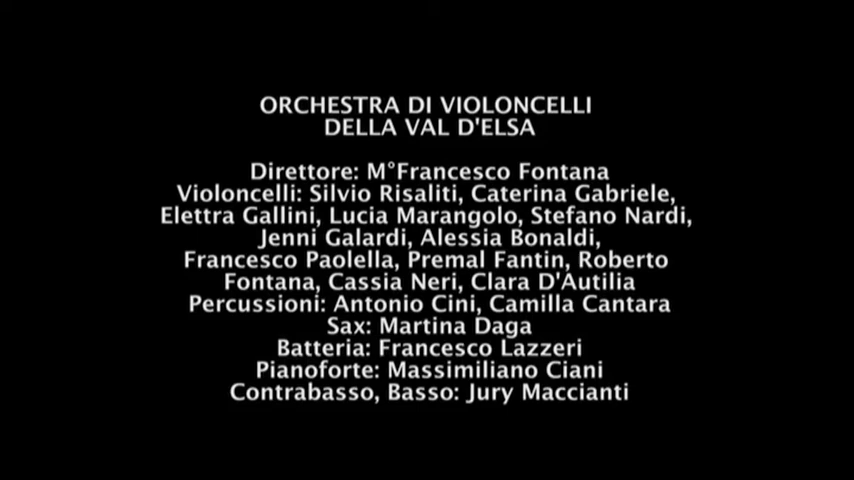 ORCHESTRA DI VIOLONCELLI
DELLA VAL D'ELSA
Direttore: M°Francesco Fontana
Violoncelli: Silvio Risaliti, Caterina Gabriele,
Elettra Gallini, Lucia Marangolo, Stefano Nardi,
Jenni Galardi, Alessia Bonaldi,
Francesco Paolella, Premal Fantin, Roberto
Fontana, Cassia Neri, Clara D'Autilia
Percussioni: Antonio Cini, Camilla Cantara
Sax: Martina Daga
Batteria: Francesco Lazzeri
Pianoforte: Massimiliano Ciani
Contrabasso, Basso: Jury Maccianti